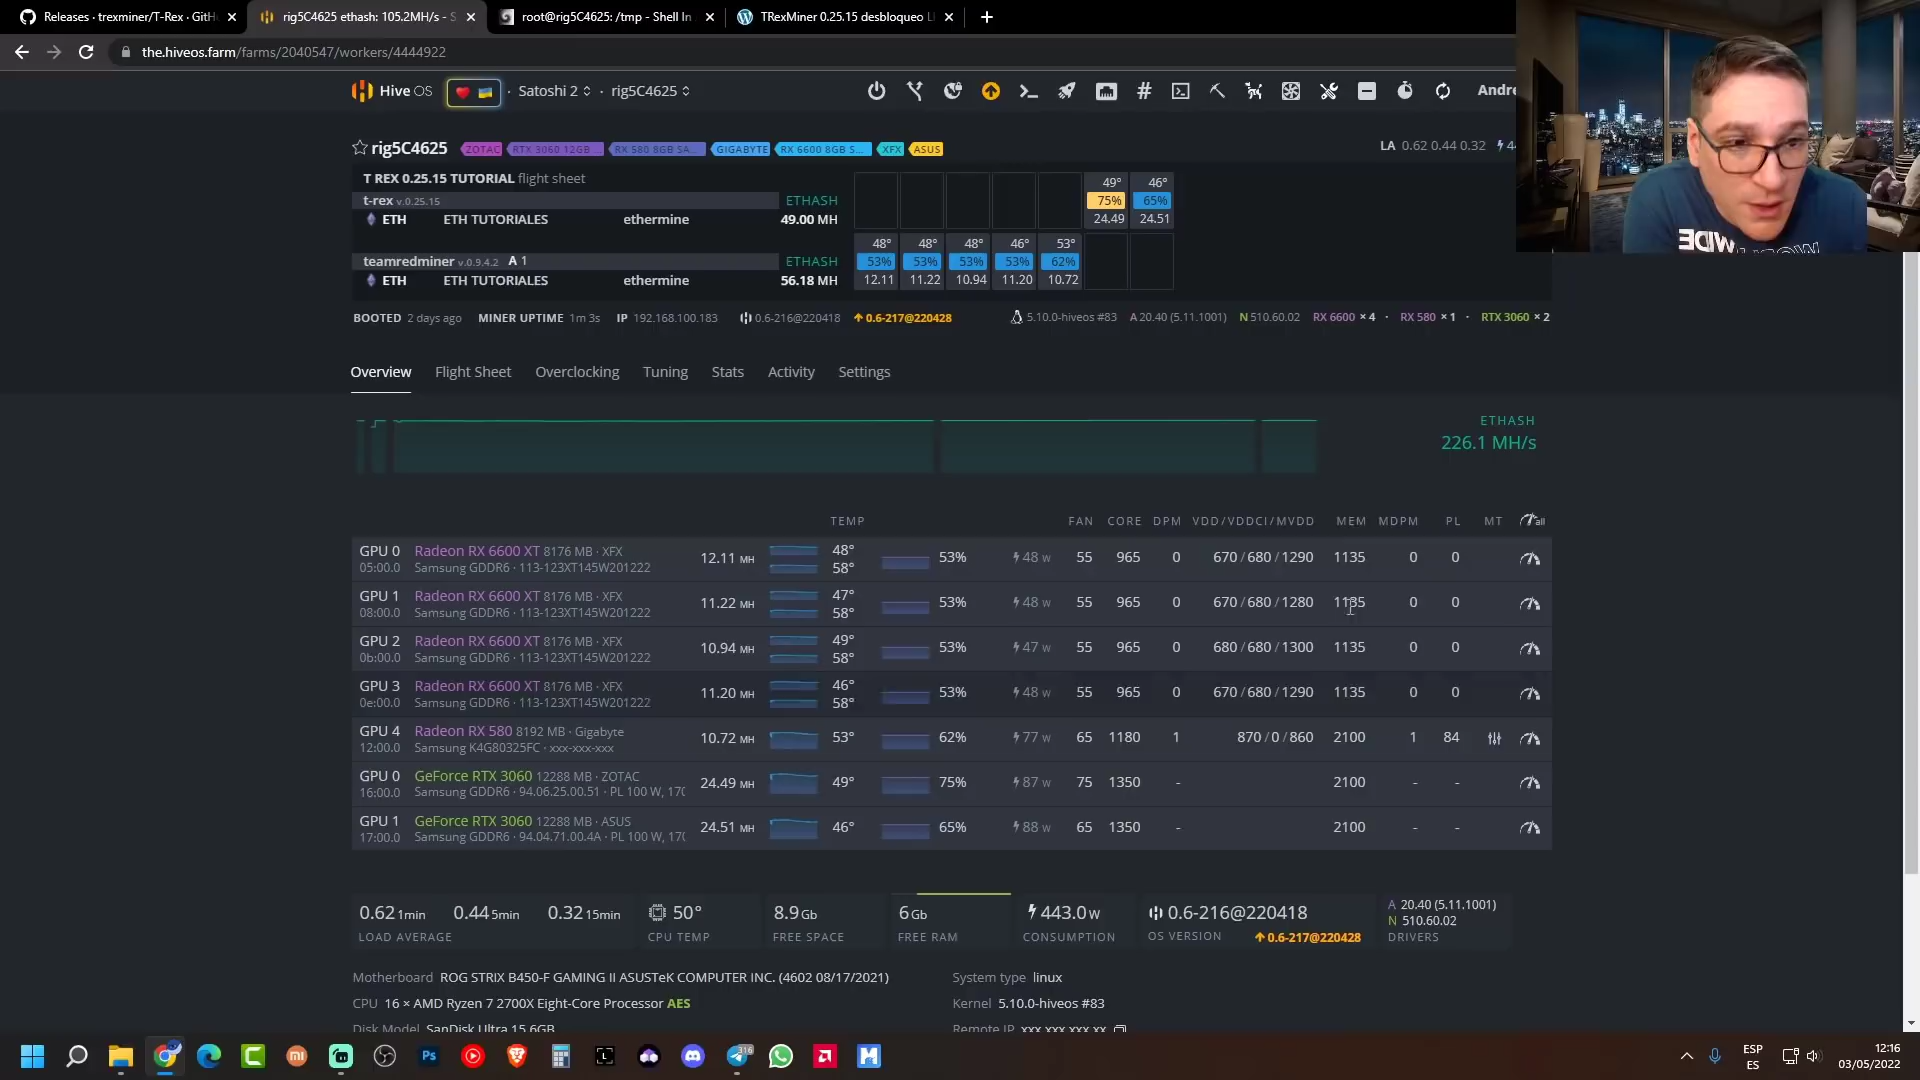 Releases · trexminer/T-Rex · GitH
rig5C4625 ethash: 105.2MH/s - S
root@rig5C4625: /tmp - Shell In
TRexMiner 0.25.15 desbloqueo L
the.hiveos.farm/farms/2040547/workers/4444922
Hive OS
· Satoshi 2 · rig5C4625
Andre
rig5C4625 ZOTAC RTX 3060 12GB ... RX 580 8GB SA... GIGABYTE RX 6600 8GB S... XFX ASUS
LA 0.62 0.44 0.32
T REX 0.25.15 TUTORIAL flight sheet
t-rex v.0.25.15 ETHASH
ETH ETH TUTORIALES ethermine 49.00 MH
49° 46°
75% 65%
24.49 24.51
teamredminer v.0.9.4.2 A 1 ETHASH
ETH ETH TUTORIALES ethermine 56.18 MH
48° 48° 48° 46° 53°
53% 53% 53% 53% 62%
12.11 11.22 10.94 11.20 10.72
BOOTED 2 days ago MINER UPTIME 1m 3s IP 192.168.100.183 0.6-216@220418 0.6-217@220428 5.10.0-hiveos #83 A 20.40 (5.11.1001) N 510.60.02 RX 6600 × 4 · RX 580 × 1 · RTX 3060 × 2
Overview Flight Sheet Overclocking Tuning Stats Activity Settings
ETHASH
226.1 MH/s
TEMP FAN CORE DPM VDD/VDDCI/MVDD MEM MDPM PL MT all
GPU 0 Radeon RX 6600 XT 8176 MB · XFX 12.11 MH 48° 53% 48 W 55 965 0 670 / 680 / 1290 1135 0 0
05:00.0 Samsung GDDR6 · 113-123XT145W201222 58°
GPU 1 Radeon RX 6600 XT 8176 MB · XFX 11.22 MH 47° 53% 48 W 55 965 0 670 / 680 / 1280 1135 0 0
08:00.0 Samsung GDDR6 · 113-123XT145W201222 58°
GPU 2 Radeon RX 6600 XT 8176 MB · XFX 10.94 MH 49° 53% 47 W 55 965 0 680 / 680 / 1300 1135 0 0
0b:00.0 Samsung GDDR6 · 113-123XT145W201222 58°
GPU 3 Radeon RX 6600 XT 8176 MB · XFX 11.20 MH 46° 53% 48 W 55 965 0 670 / 680 / 1290 1135 0 0
0e:00.0 Samsung GDDR6 · 113-123XT145W201222 58°
GPU 4 Radeon RX 580 8192 MB · Gigabyte 10.72 MH 53° 62% 77 W 65 1180 1 870 / 0 / 860 2100 1 84
12:00.0 Samsung K4G80325FC · xxx-xxx-xxx
GPU 0 GeForce RTX 3060 12288 MB · ZOTAC 24.49 MH 49° 75% 87 W 75 1350 - 2100 - -
16:00.0 Samsung GDDR6 · 94.06.25.00.51 · PL 100 W, 170
GPU 1 GeForce RTX 3060 12288 MB · ASUS 24.51 MH 46° 65% 88 W 65 1350 - 2100 - -
17:00.0 Samsung GDDR6 · 94.04.71.00.4A · PL 100 W, 170
0.62 1min 0.44 5min 0.32 15min 50° 8.9 Gb 6 Gb 443.0 W 0.6-216@220418 A 20.40 (5.11.1001)
N 510.60.02
LOAD AVERAGE CPU TEMP FREE SPACE FREE RAM CONSUMPTION OS VERSION 0.6-217@220428 DRIVERS
Motherboard ROG STRIX B450-F GAMING II ASUSTeK COMPUTER INC. (4602 08/17/2021) System type linux
CPU 16 × AMD Ryzen 7 2700X Eight-Core Processor AES Kernel 5.10.0-hiveos #83
Disk Model SanDisk Ultra 15.6GB Remote IP xxx.xxx.xxx.xx
ESP
ES
12:16
03/05/2022